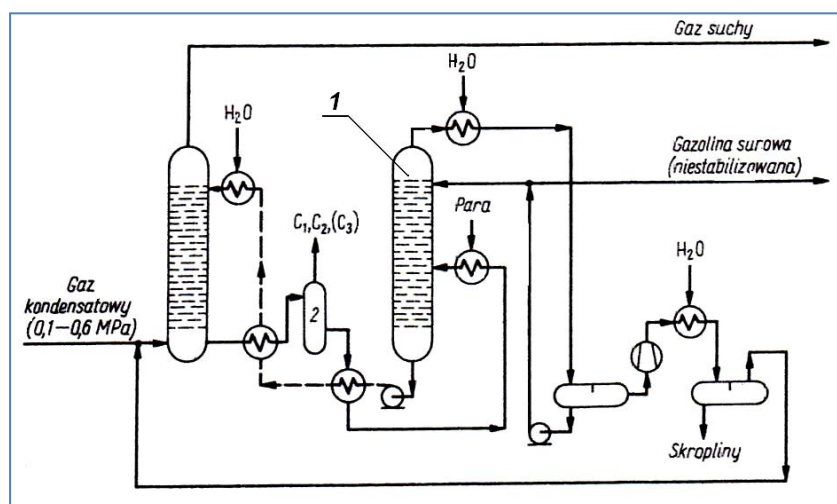 Gaz suchy
H₂O
1
H₂O
Gazolina surowa
(niestabilizowana)
Para
C₁,C₂,(C₃)
H₂O
Gaz
kondensatowy
(0,1—0,6 MPa)
2
Skropliny